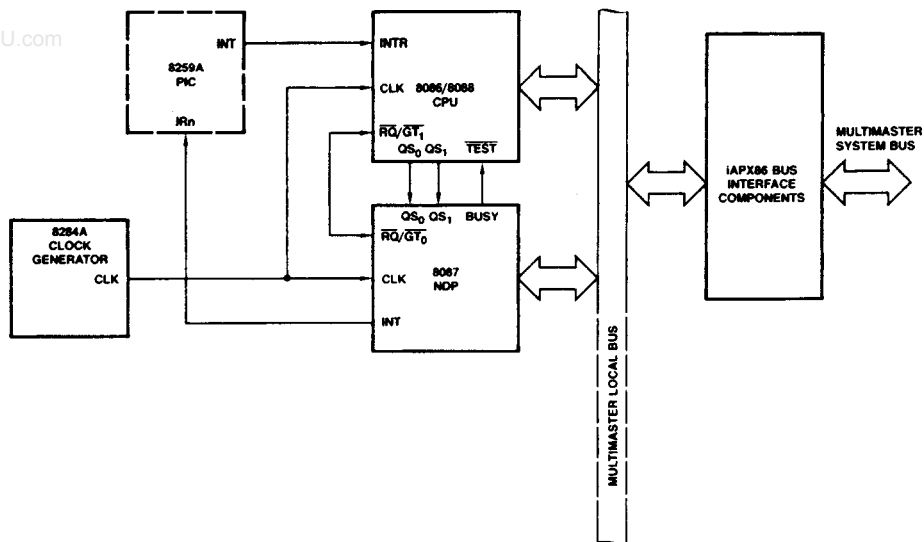 U.com
INT
8259A
PIC
IRn
INTR
CLK
8086/8088
CPU
RQ/GT₁
QS₀ QS₁
TEST
QS₀ QS₁ BUSY
RQ/GT₀
CLK
8087
NDP
INT
8284A
CLOCK
GENERATOR
CLK
MULTIMASTER LOCAL BUS
iAPX86 BUS
INTERFACE
COMPONENTS
MULTIMASTER
SYSTEM BUS